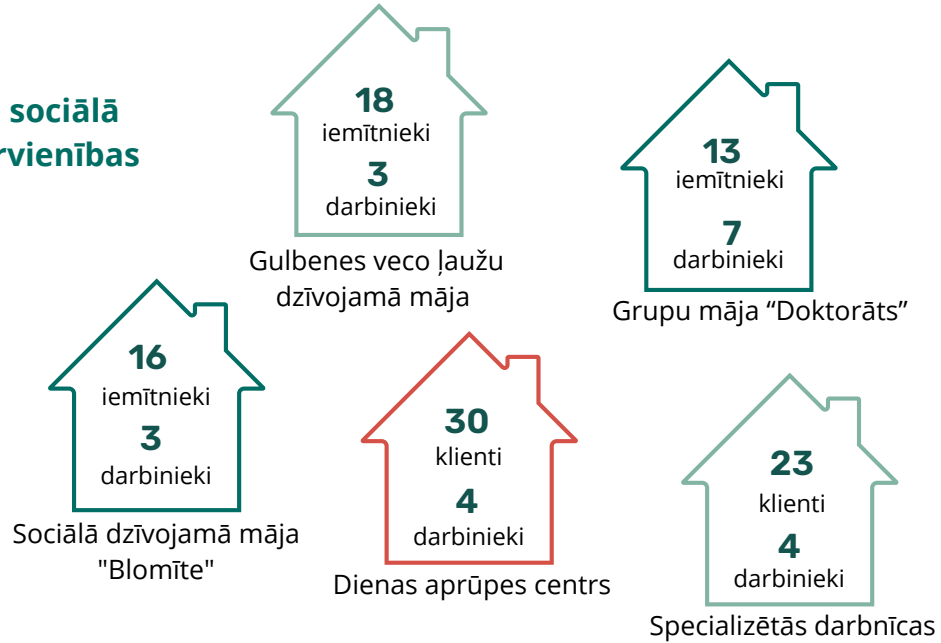 sociālā
rvienības
18
iemītnieki
3
darbinieki
Gulbenes veco ļaužu
dzīvojamā māja
13
iemītnieki
7
darbinieki
Grupu māja “Doktorāts”
16
iemītnieki
3
darbinieki
Sociālā dzīvojamā māja
"Blomīte"
30
klienti
4
darbinieki
Dienas aprūpes centrs
23
klienti
4
darbinieki
Specializētās darbnīcas